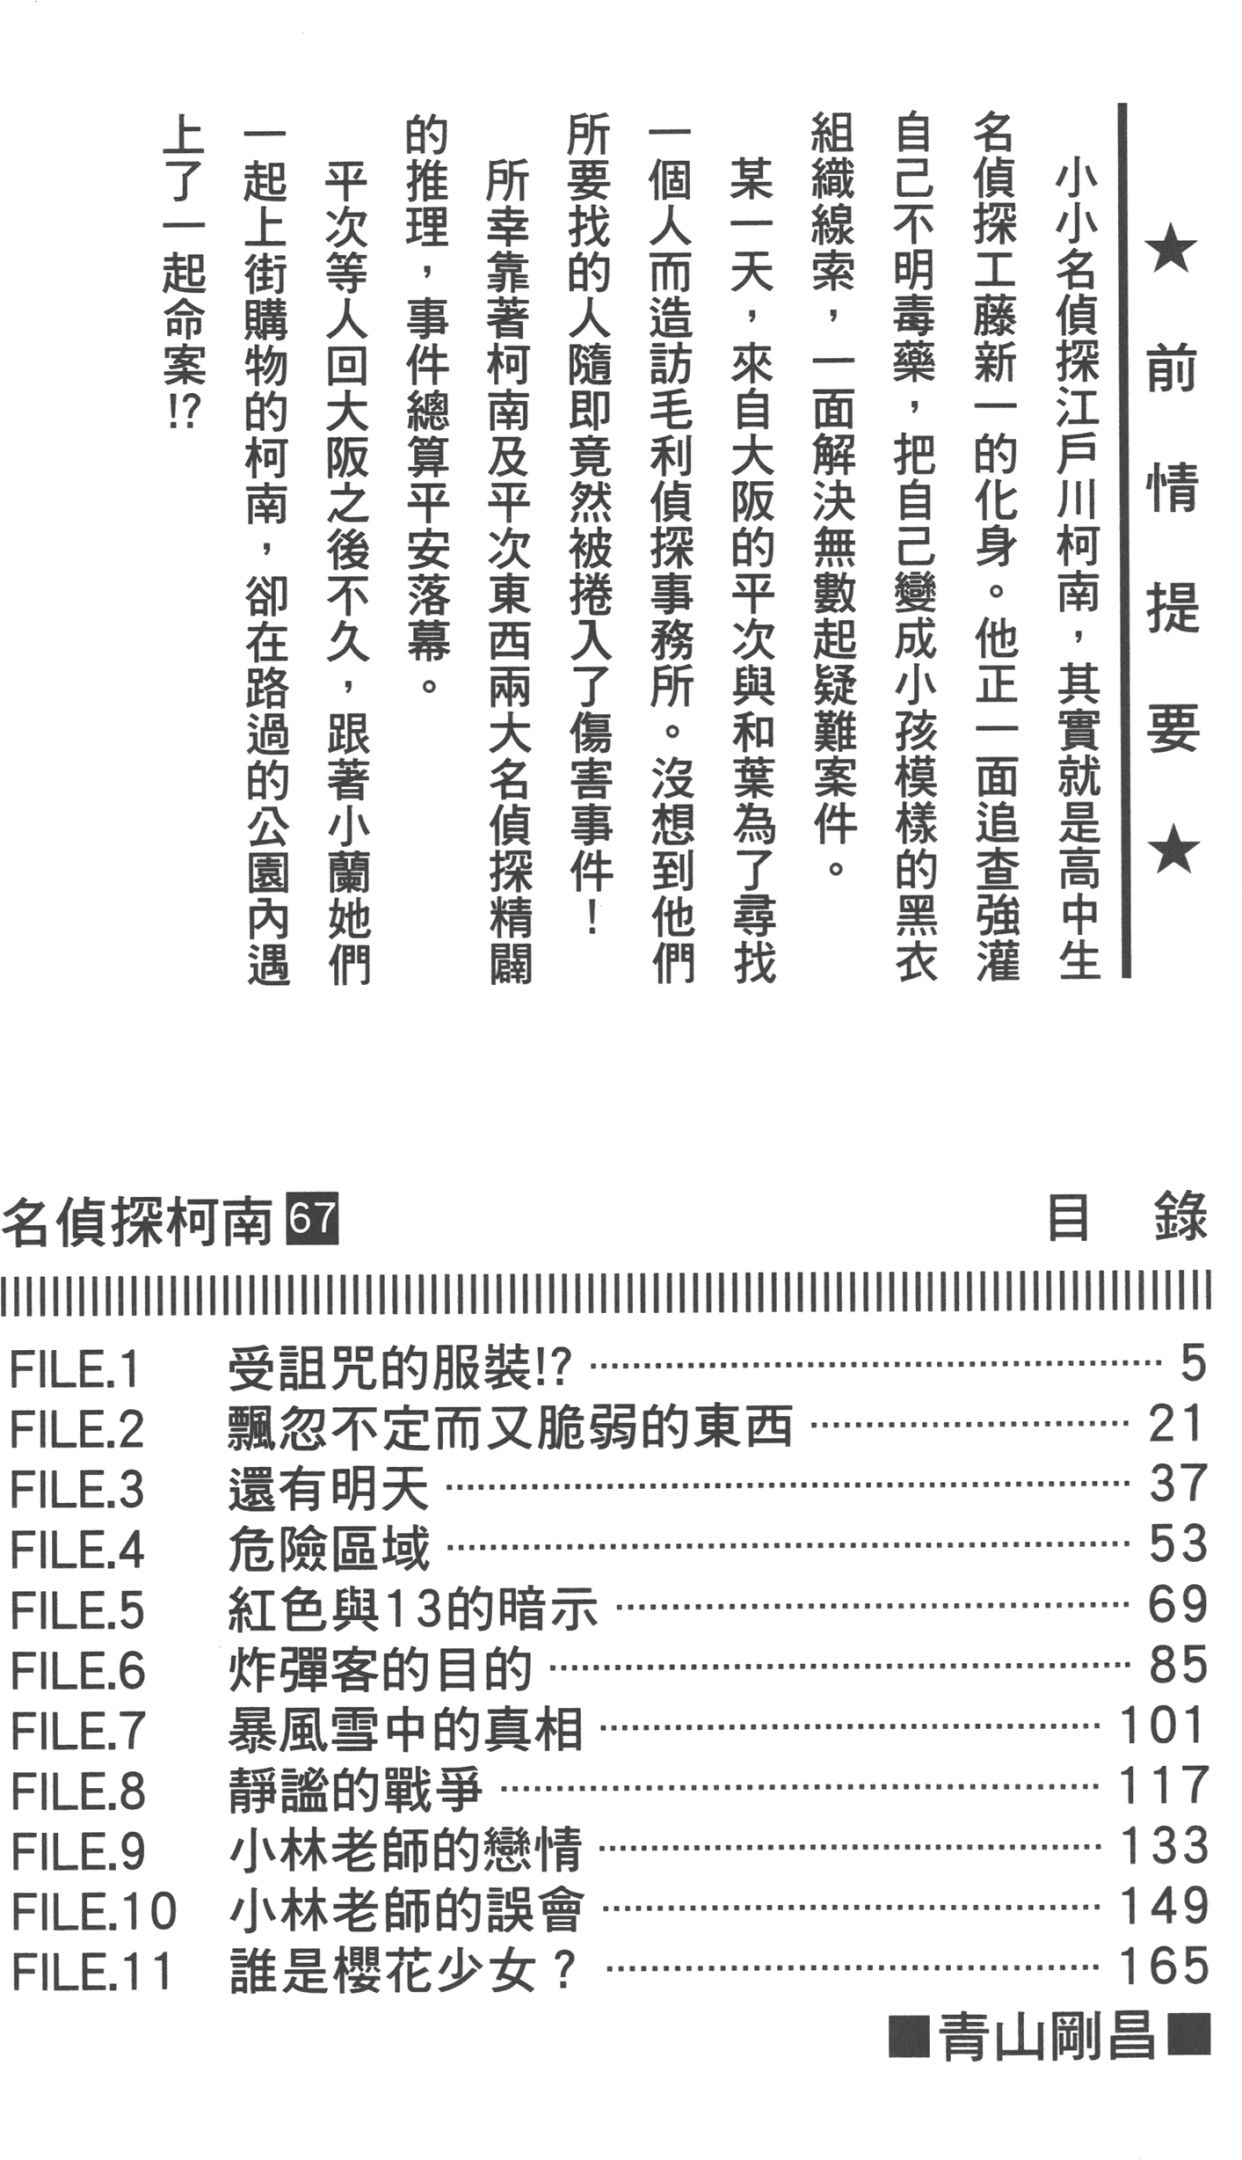 ★前情提要★
小小名偵探江戶川柯南，其實就是高中生
名偵探工藤新一的化身。他正一面追查強灌
自己不明毒藥，把自己變成小孩模樣的黑衣
組織線索，一面解決無數起疑難案件。
某一天，來自大阪的平次與和葉為了尋找
一個人而造訪毛利偵探事務所。沒想到他們
所要找的人隨即竟然被捲入了傷害事件！
所幸靠著柯南及平次東西兩大名偵探精闢
的推理，事件總算平安落幕。
平次等人回大阪之後不久，跟著小蘭她們
一起上街購物的柯南，卻在路過的公園內遇
上了一起命案!?
名偵探柯南67 目錄
FILE.1 受詛咒的服裝!? 5
FILE.2 飄忽不定而又脆弱的東西 21
FILE.3 還有明天 37
FILE.4 危險區域 53
FILE.5 紅色與13的暗示 69
FILE.6 炸彈客的目的 85
FILE.7 暴風雪中的真相 101
FILE.8 靜謐的戰爭 117
FILE.9 小林老師的戀情 133
FILE.10 小林老師的誤會 149
FILE.11 誰是櫻花少女？ 165
■青山剛昌■